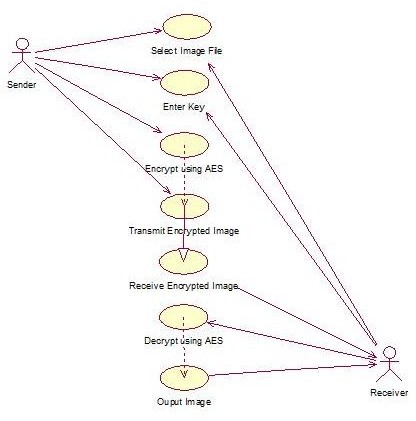 Select Image File
Sender
Enter Key
Encrypt using AES
Transmit Encrypted Image
Receive Encrypted Image
Decrypt using AES
Receiver
Ouput Image